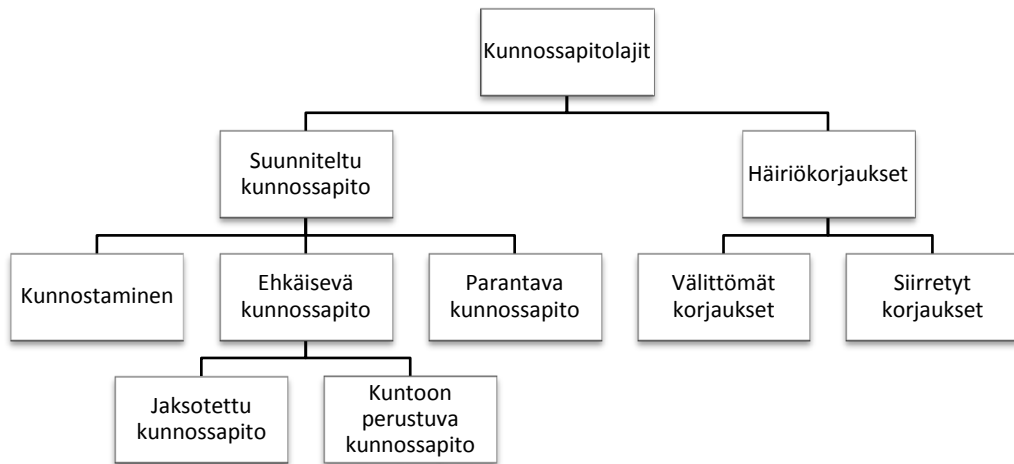 Kunnossapitolajit
Suunniteltu
kunnossapito
Häiriökorjaukset
Kunnostaminen
Ehkäisevä
kunnossapito
Parantava
kunnossapito
Välittömät
korjaukset
Siirretyt
korjaukset
Jaksotettu
kunnossapito
Kuntoon
perustuva
kunnossapito